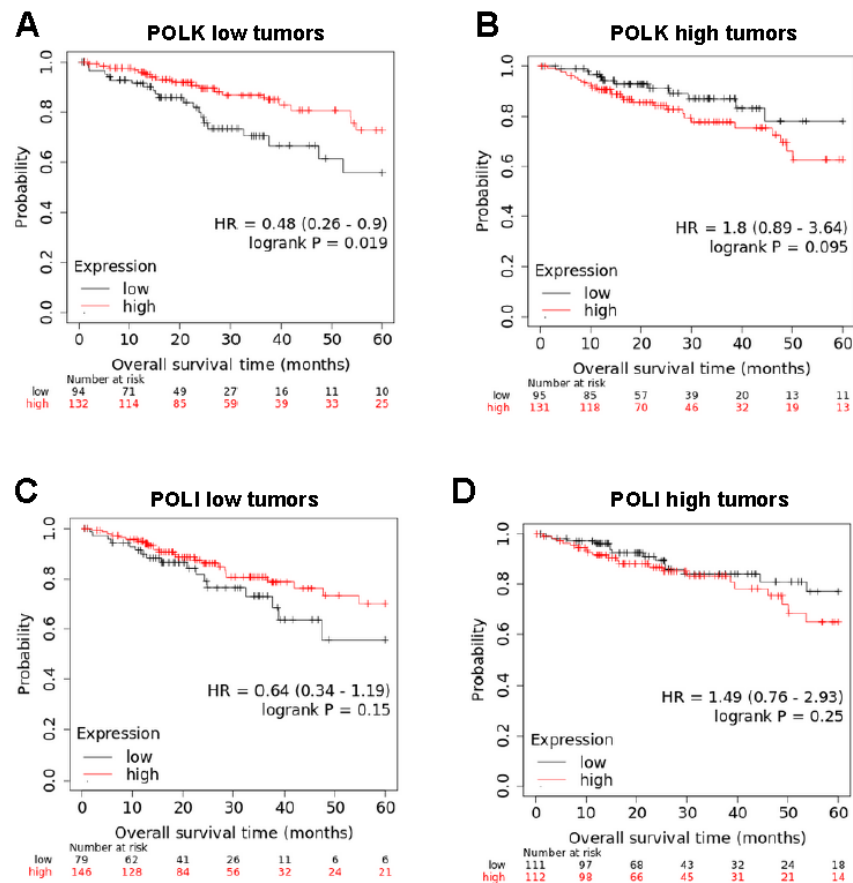 A
POLK low tumors
1.0
0.8
0.6
0.4
0.2
0.0
Probability
HR = 0.48 (0.26 - 0.9)
logrank P = 0.019
Expression
low
high
0 10 20 30 40 50 60
Overall survival time (months)
Number at risk
low 94 71 49 27 16 11 10
high 132 114 85 59 39 33 25
B
POLK high tumors
1.0
0.8
0.6
0.4
0.2
0.0
Probability
HR = 1.8 (0.89 - 3.64)
logrank P = 0.095
Expression
low
high
0 10 20 30 40 50 60
Overall survival time (months)
Number at risk
low 95 85 57 39 20 13 11
high 131 118 70 46 32 19 13
C
POLI low tumors
1.0
0.8
0.6
0.4
0.2
0.0
Probability
HR = 0.64 (0.34 - 1.19)
logrank P = 0.15
Expression
low
high
0 10 20 30 40 50 60
Overall survival time (months)
Number at risk
low 79 62 41 26 11 6 6
high 146 128 84 56 32 24 21
D
POLI high tumors
1.0
0.8
0.6
0.4
0.2
0.0
Probability
HR = 1.49 (0.76 - 2.93)
logrank P = 0.25
Expression
low
high
0 10 20 30 40 50 60
Overall survival time (months)
Number at risk
low 111 97 68 43 32 24 18
high 112 98 66 45 31 21 14